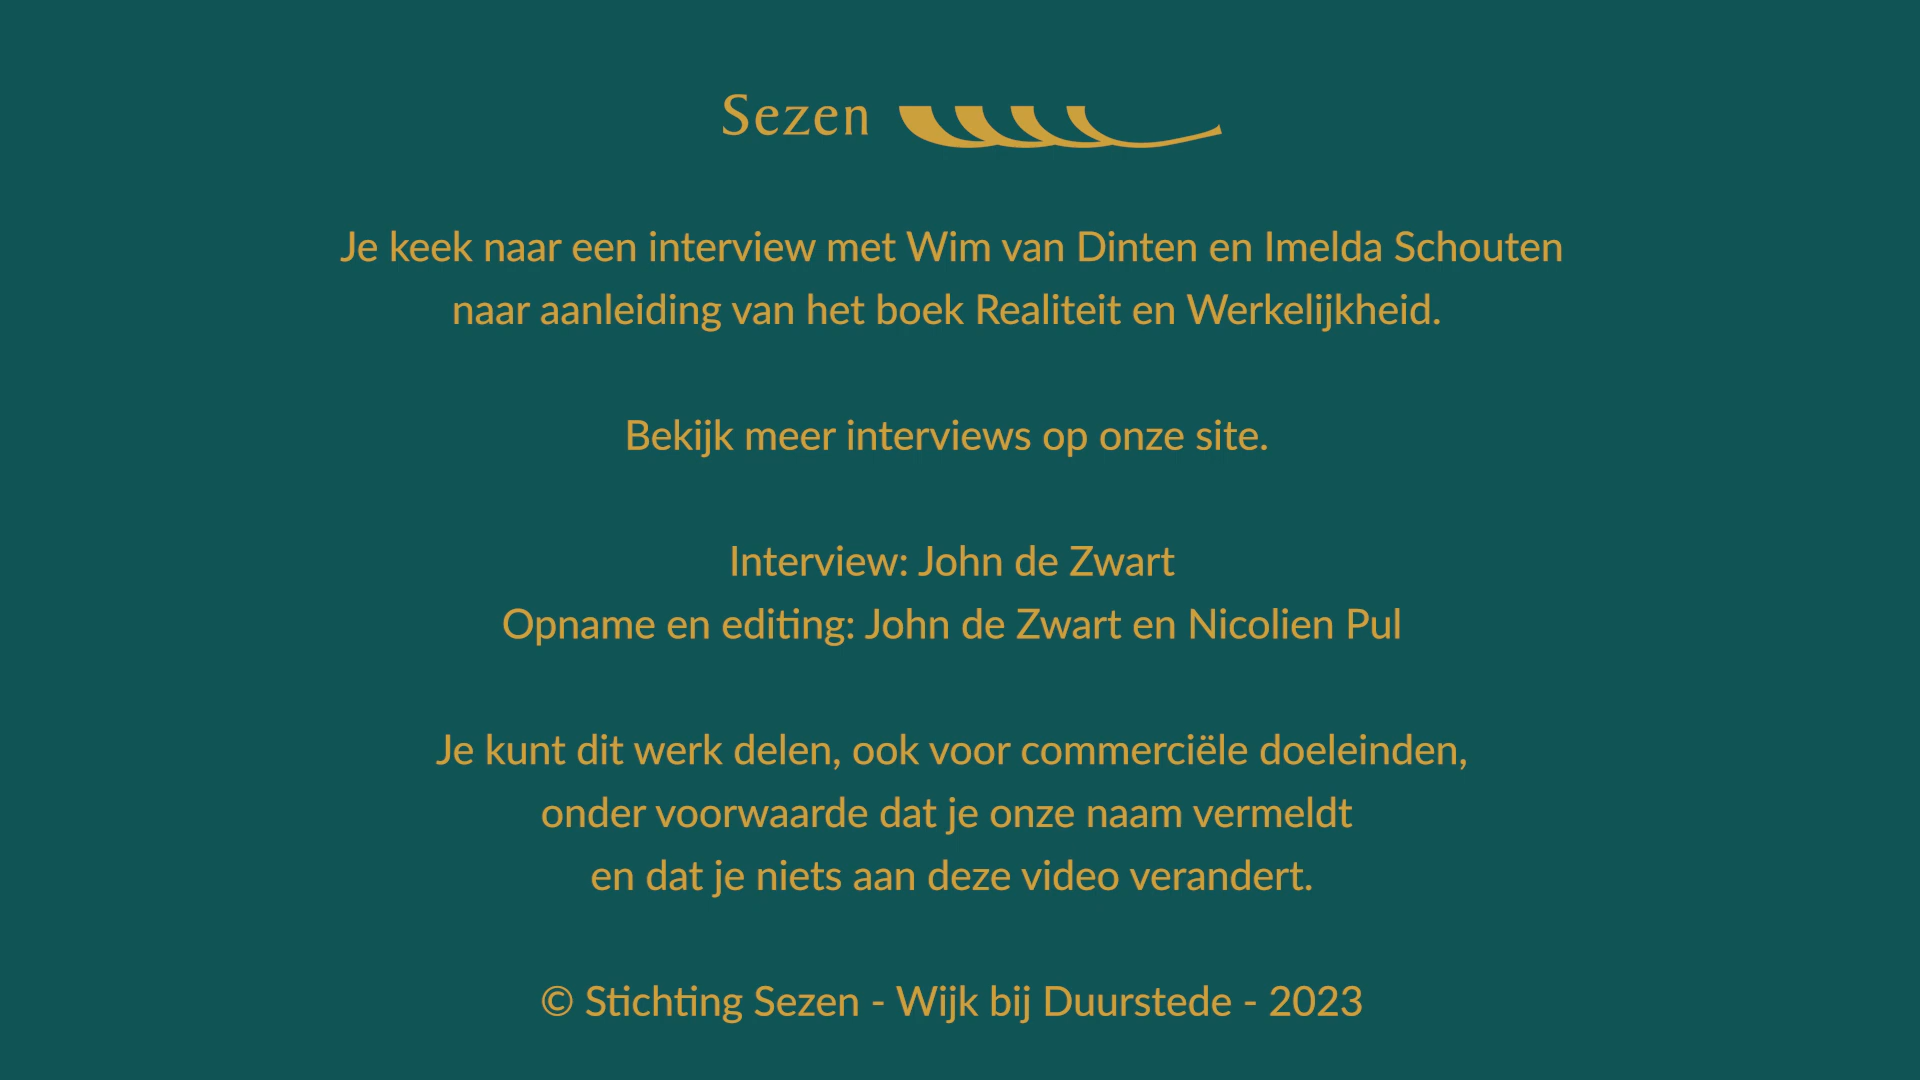 Sezen
Je keek naar een interview met Wim van Dinten en Imelda Schouten
naar aanleiding van het boek Realiteit en Werkelijkheid.
Bekijk meer interviews op onze site.
Interview: John de Zwart
Opname en editing: John de Zwart en Nicolien Pul
Je kunt dit werk delen, ook voor commerciële doeleinden,
onder voorwaarde dat je onze naam vermeldt
en dat je niets aan deze video verandert.
© Stichting Sezen - Wijk bij Duurstede - 2023